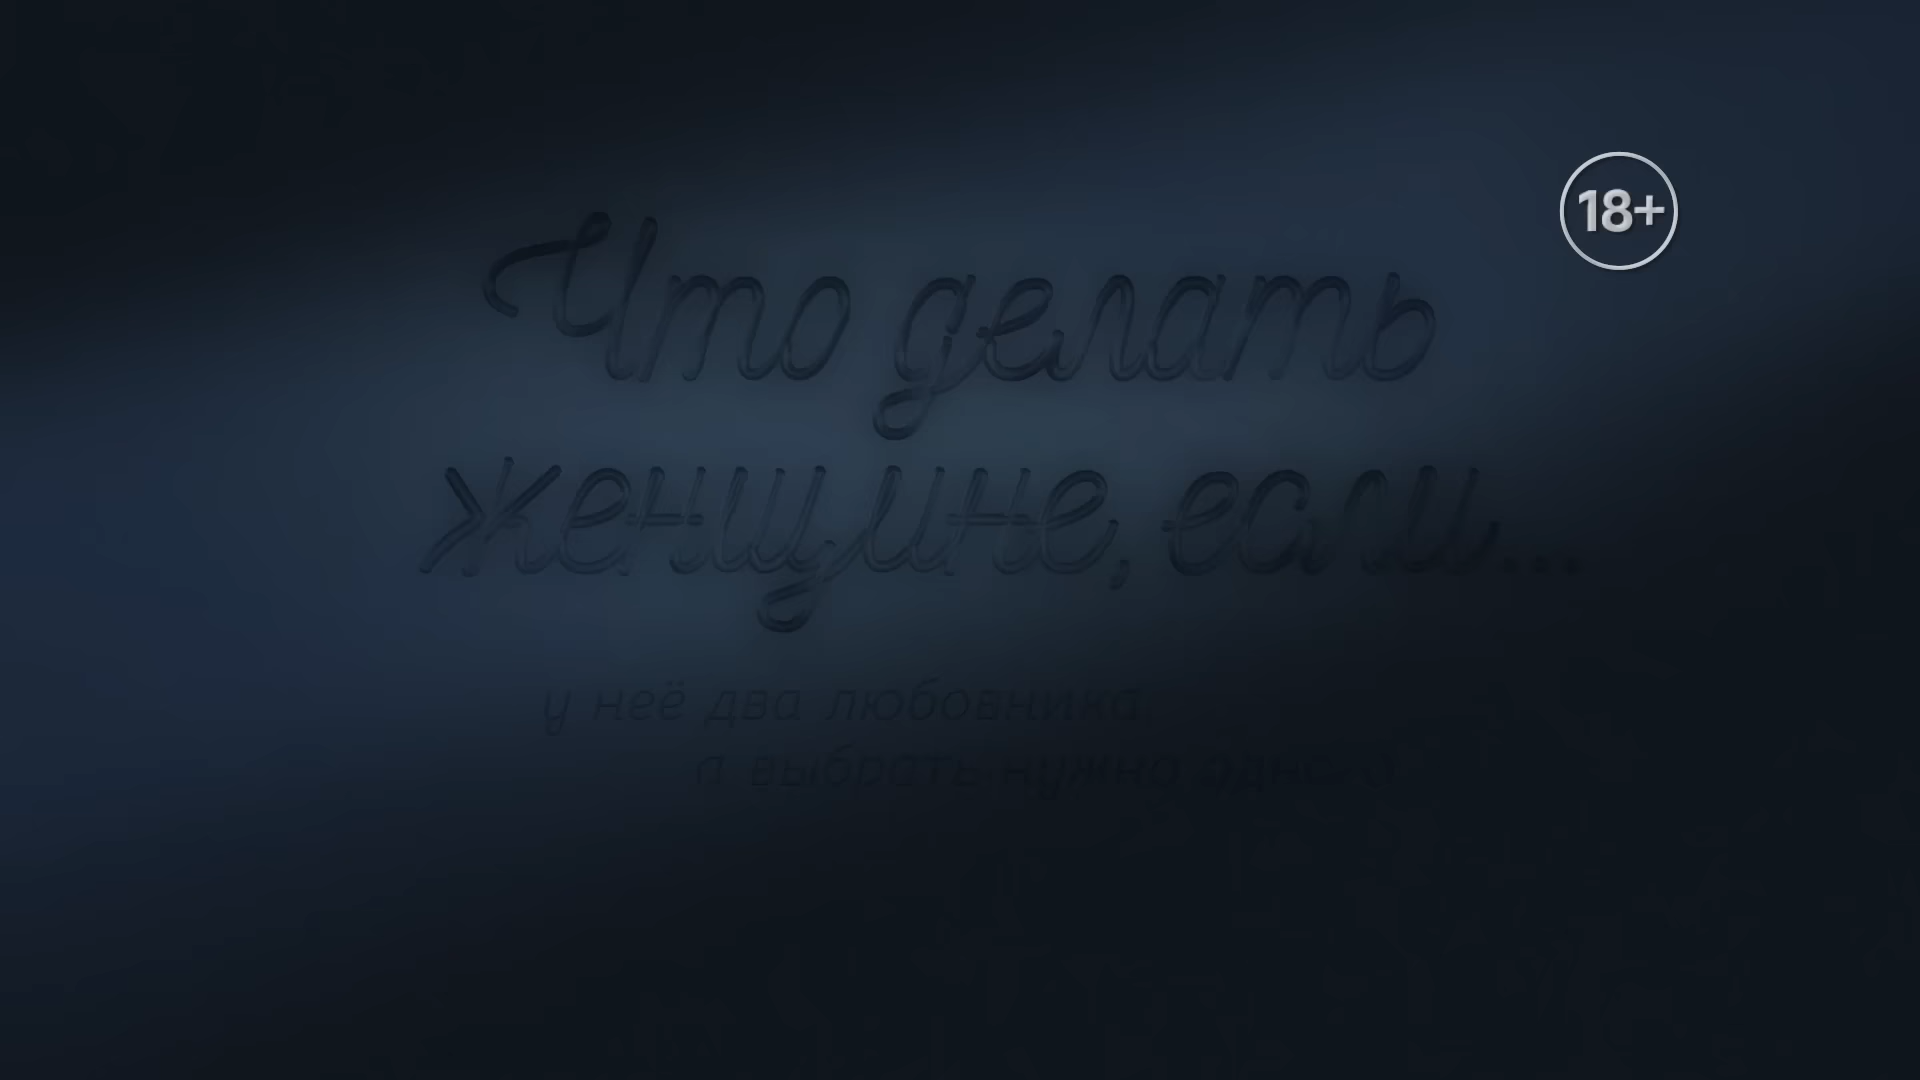 18+
Что делать
женщине, если...
у неё два любовника,
а выбрать нужно одного